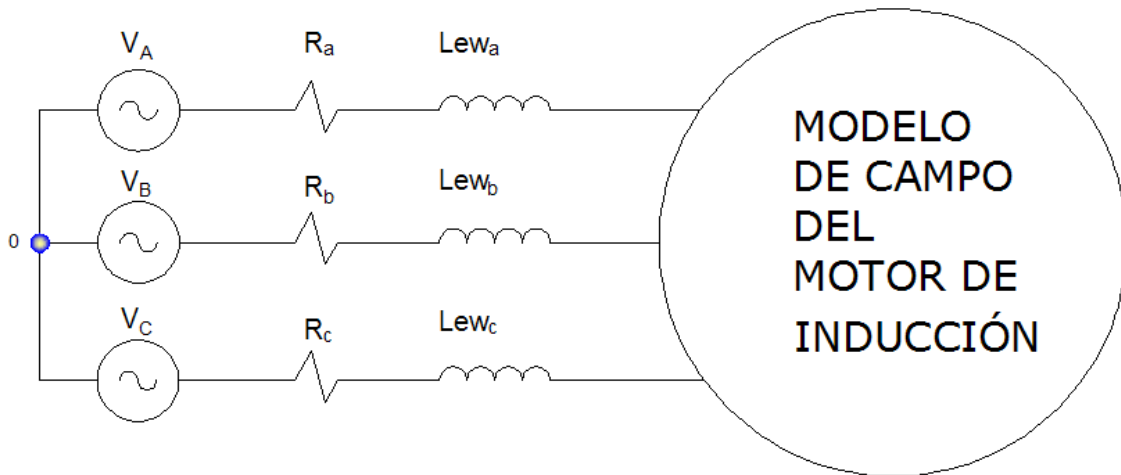 V_A
R_a
Lew_a
V_B
R_b
Lew_b
0
V_C
R_c
Lew_c
MODELO
DE CAMPO
DEL
MOTOR DE
INDUCCIÓN